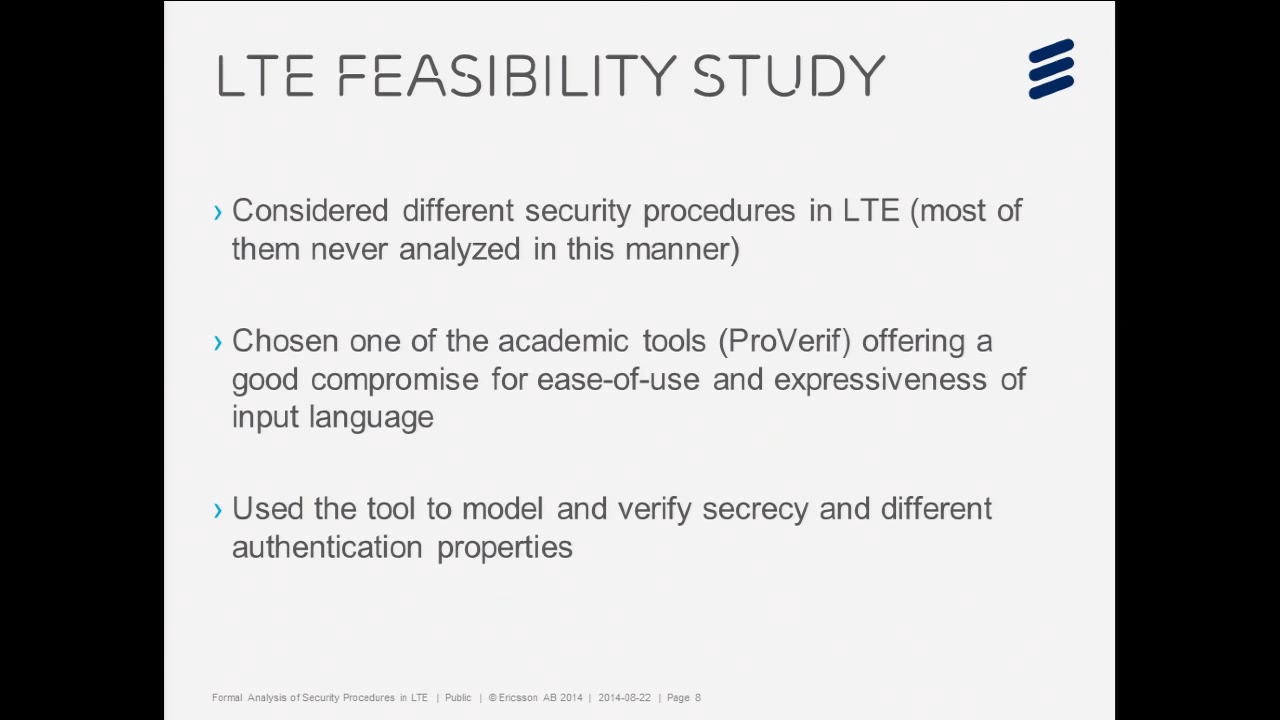 LTE FEASIBILITY STUDY
› Considered different security procedures in LTE (most of
them never analyzed in this manner)
› Chosen one of the academic tools (ProVerif) offering a
good compromise for ease-of-use and expressiveness of
input language
› Used the tool to model and verify secrecy and different
authentication properties
Formal Analysis of Security Procedures in LTE | Public | © Ericsson AB 2014 | 2014-08-22 | Page 8